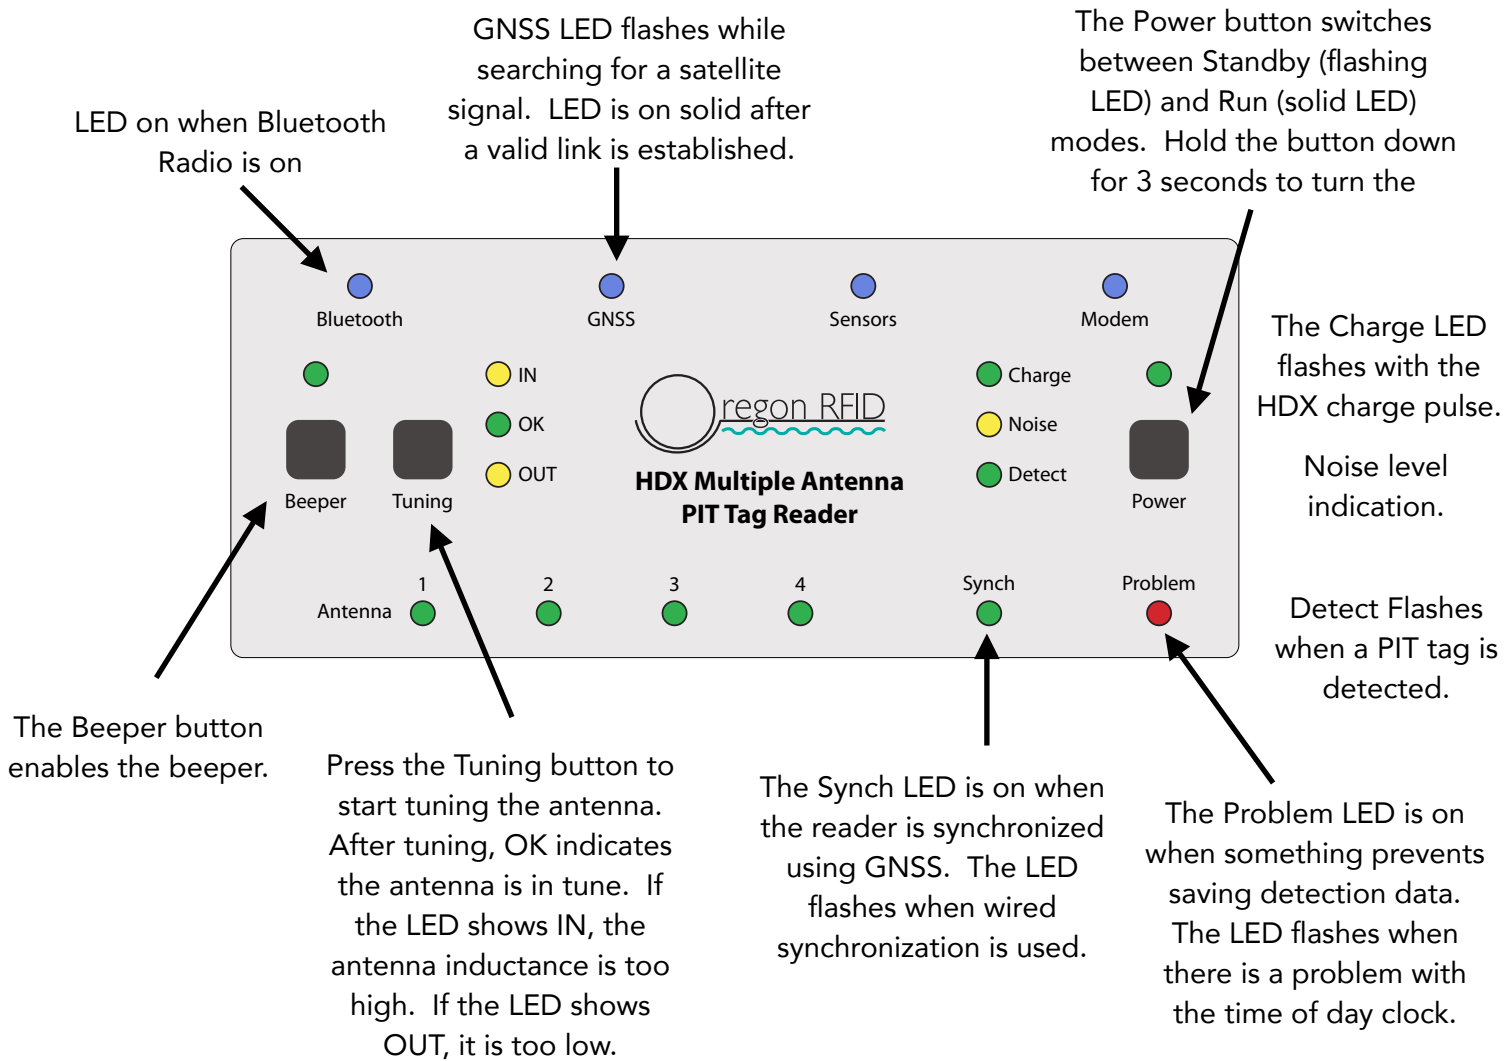 GNSS LED flashes while
searching for a satellite
signal. LED is on solid after
a valid link is established.
The Power button switches
between Standby (flashing
LED) and Run (solid LED)
modes. Hold the button down
for 3 seconds to turn the
LED on when Bluetooth
Radio is on
Bluetooth
GNSS
Sensors
Modem
IN
OK
OUT
Beeper
Tuning
Oregon RFID
HDX Multiple Antenna
PIT Tag Reader
Charge
Noise
Detect
Power
Antenna
1
2
3
4
Synch
Problem
The Charge LED
flashes with the
HDX charge pulse.
Noise level
indication.
Detect Flashes
when a PIT tag is
detected.
The Beeper button
enables the beeper.
Press the Tuning button to
start tuning the antenna.
After tuning, OK indicates
the antenna is in tune. If
the LED shows IN, the
antenna inductance is too
high. If the LED shows
OUT, it is too low.
The Synch LED is on when
the reader is synchronized
using GNSS. The LED
flashes when wired
synchronization is used.
The Problem LED is on
when something prevents
saving detection data.
The LED flashes when
there is a problem with
the time of day clock.